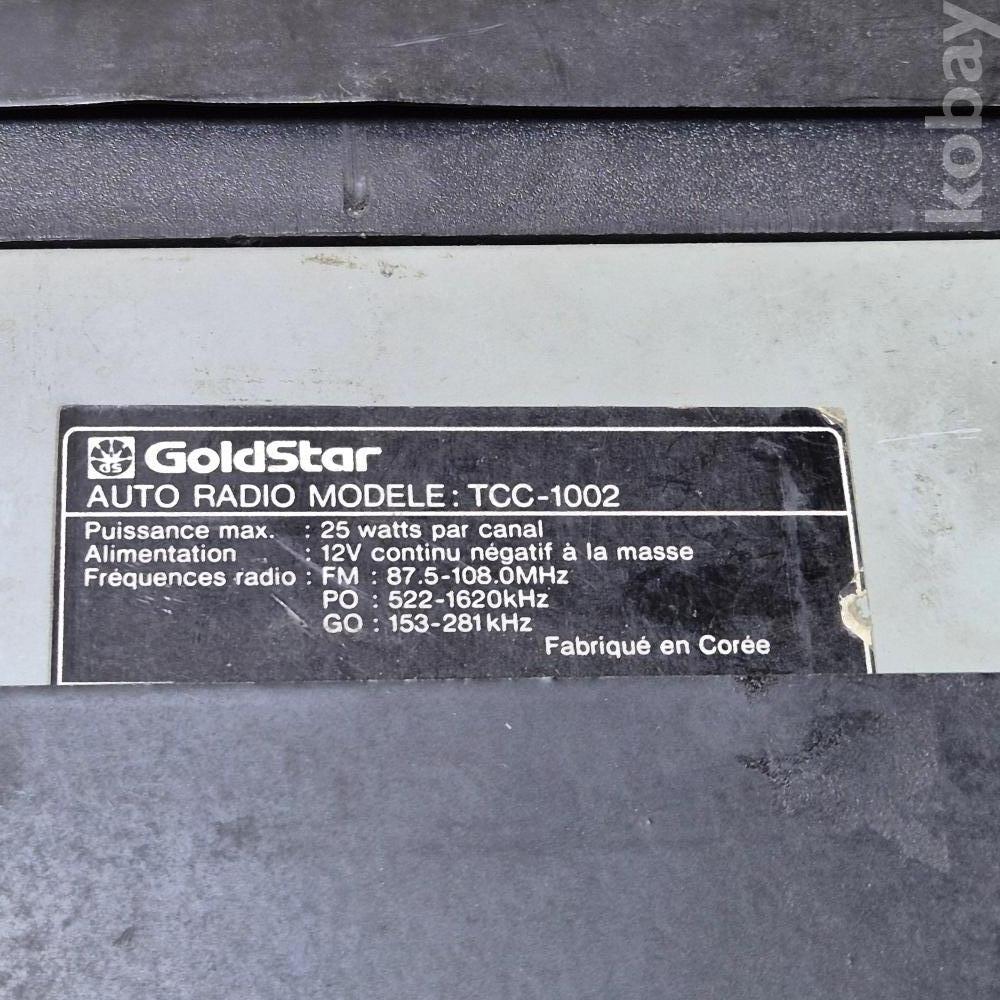 kobay
GS GoldStar
AUTO RADIO MODELE: TCC-1002
Puissance max. : 25 watts par canal
Alimentation : 12V continu négatif à la masse
Fréquences radio : FM : 87.5-108.0MHz
PO : 522-1620kHz
GO : 153-281kHz
Fabriqué en Corée